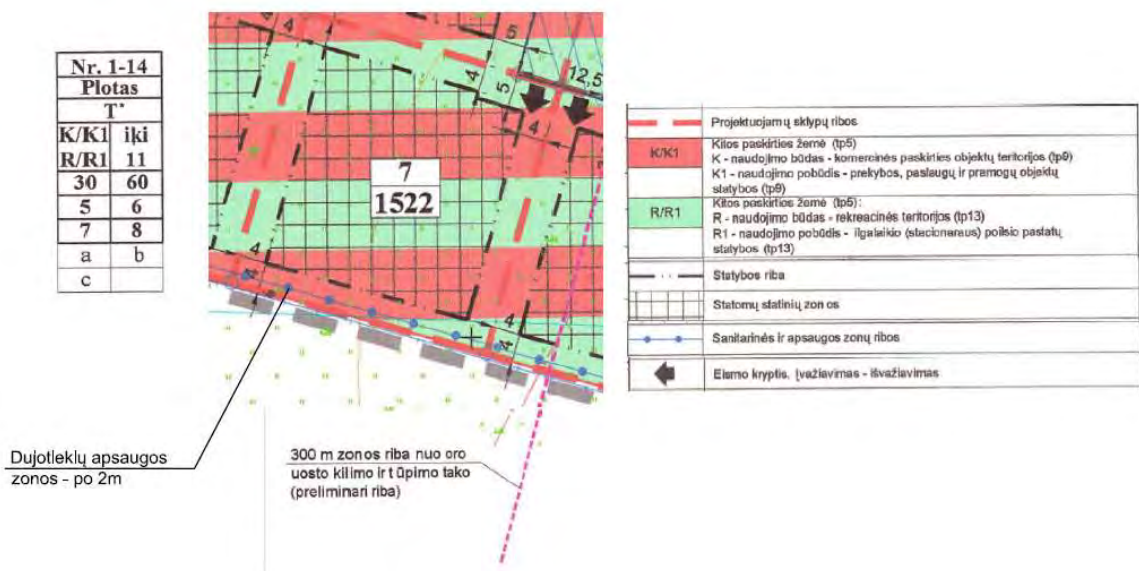 Nr. 1-14
Plotas
T*
K/K1 iki
R/R1 11
30 60
5 6
7 8
a b
c
4
4
5
4
5
12,5
4
7
1522
4
4
4
4
Dujotiekių apsaugos
zonos - po 2m
300 m zonos riba nuo oro
uosto kilimo ir tūpimo tako
(preliminari riba)
Projektuojamų sklypų ribos
K/K1
Kitos paskirties žemė (tp5)
K - naudojimo būdas - komercinės paskirties objektų teritorijos (tp9)
K1 - naudojimo pobūdis - prekybos, paslaugų ir pramogų objektų
statybos (tp9)
R/R1
Kitos paskirties žemė (tp5):
R - naudojimo būdas - rekreacinės teritorijos (tp13)
R1 - naudojimo pobūdis - ilgalaikio (stacionaraus) poilsio pastatų
statybos (tp13)
Statybos riba
Statomų statinių zonos
Sanitarinės ir apsaugos zonų ribos
Eismo kryptis. Įvažiavimas - išvažiavimas